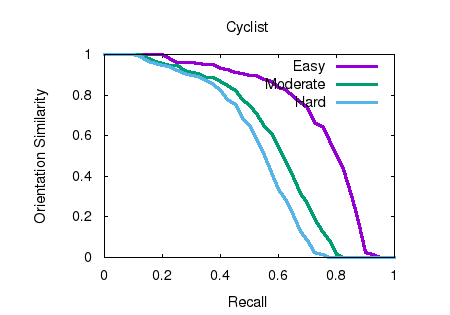 Cyclist
1
0.8
0.6
0.4
0.2
0
Orientation Similarity
Easy
Moderate
Hard
0 0.2 0.4 0.6 0.8 1
Recall